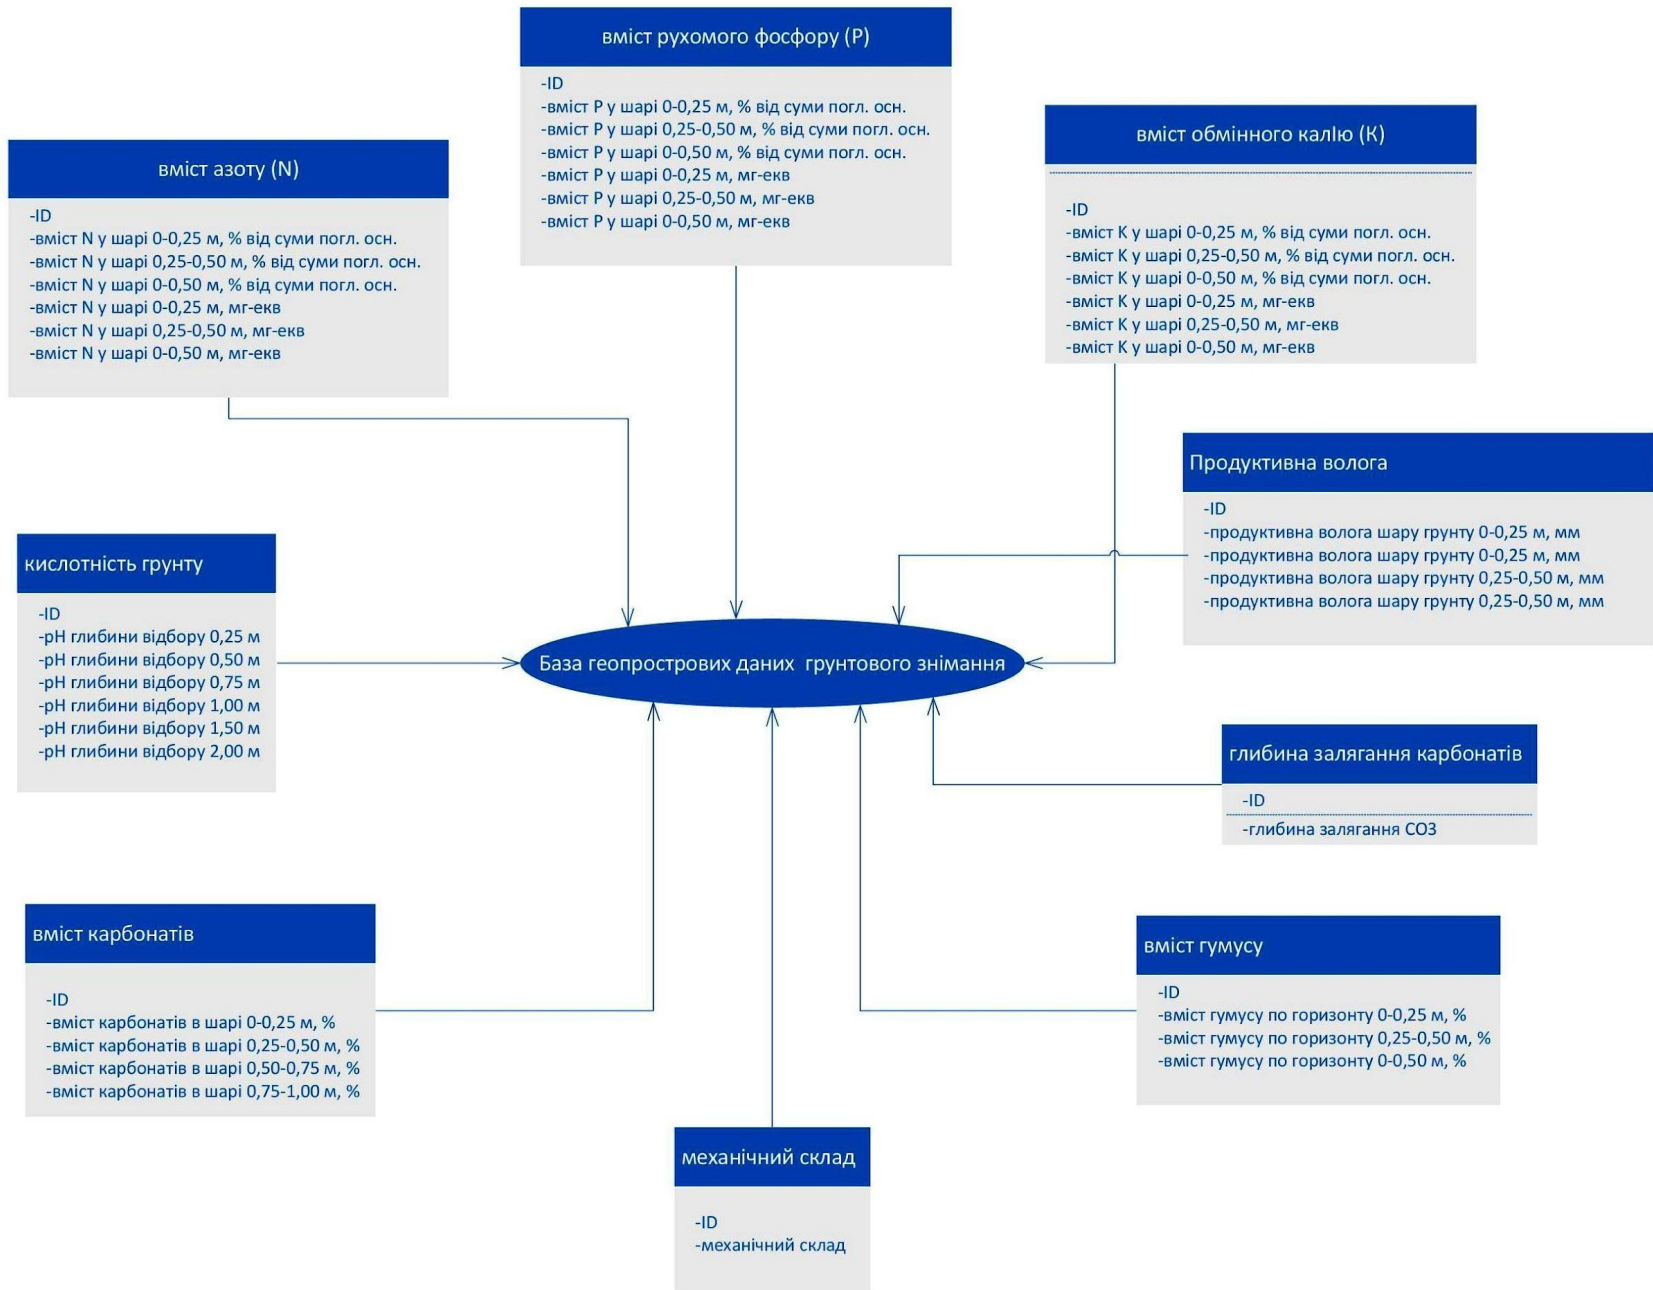 вміст рухомого фосфору (Р)
-ID
-вміст Р у шарі 0-0,25 м, % від суми погл. осн.
-вміст Р у шарі 0,25-0,50 м, % від суми погл. осн.
-вміст Р у шарі 0-0,50 м, % від суми погл. осн.
-вміст Р у шарі 0-0,25 м, мг-екв
-вміст Р у шарі 0,25-0,50 м, мг-екв
-вміст Р у шарі 0-0,50 м, мг-екв
вміст обмінного калІю (К)
-ID
-вміст К у шарі 0-0,25 м, % від суми погл. осн.
-вміст К у шарі 0,25-0,50 м, % від суми погл. осн.
-вміст К у шарі 0-0,50 м, % від суми погл. осн.
-вміст К у шарі 0-0,25 м, мг-екв
-вміст К у шарі 0,25-0,50 м, мг-екв
-вміст К у шарі 0-0,50 м, мг-екв
вміст азоту (N)
-ID
-вміст N у шарі 0-0,25 м, % від суми погл. осн.
-вміст N у шарі 0,25-0,50 м, % від суми погл. осн.
-вміст N у шарі 0-0,50 м, % від суми погл. осн.
-вміст N у шарі 0-0,25 м, мг-екв
-вміст N у шарі 0,25-0,50 м, мг-екв
-вміст N у шарі 0-0,50 м, мг-екв
Продуктивна волога
-ID
-продуктивна волога шару грунту 0-0,25 м, мм
-продуктивна волога шару грунту 0-0,25 м, мм
-продуктивна волога шару грунту 0,25-0,50 м, мм
-продуктивна волога шару грунту 0,25-0,50 м, мм
кислотність грунту
-ID
-рН глибини відбору 0,25 м
-рН глибини відбору 0,50 м
-рН глибини відбору 0,75 м
-рН глибини відбору 1,00 м
-рН глибини відбору 1,50 м
-рН глибини відбору 2,00 м
База геопрострових даних грунтового знімання
глибина залягання карбонатів
-ID
-глибина залягання СО3
вміст карбонатів
-ID
-вміст карбонатів в шарі 0-0,25 м, %
-вміст карбонатів в шарі 0,25-0,50 м, %
-вміст карбонатів в шарі 0,50-0,75 м, %
-вміст карбонатів в шарі 0,75-1,00 м, %
вміст гумусу
-ID
-вміст гумусу по горизонту 0-0,25 м, %
-вміст гумусу по горизонту 0,25-0,50 м, %
-вміст гумусу по горизонту 0-0,50 м, %
механічний склад
-ID
-механічний склад